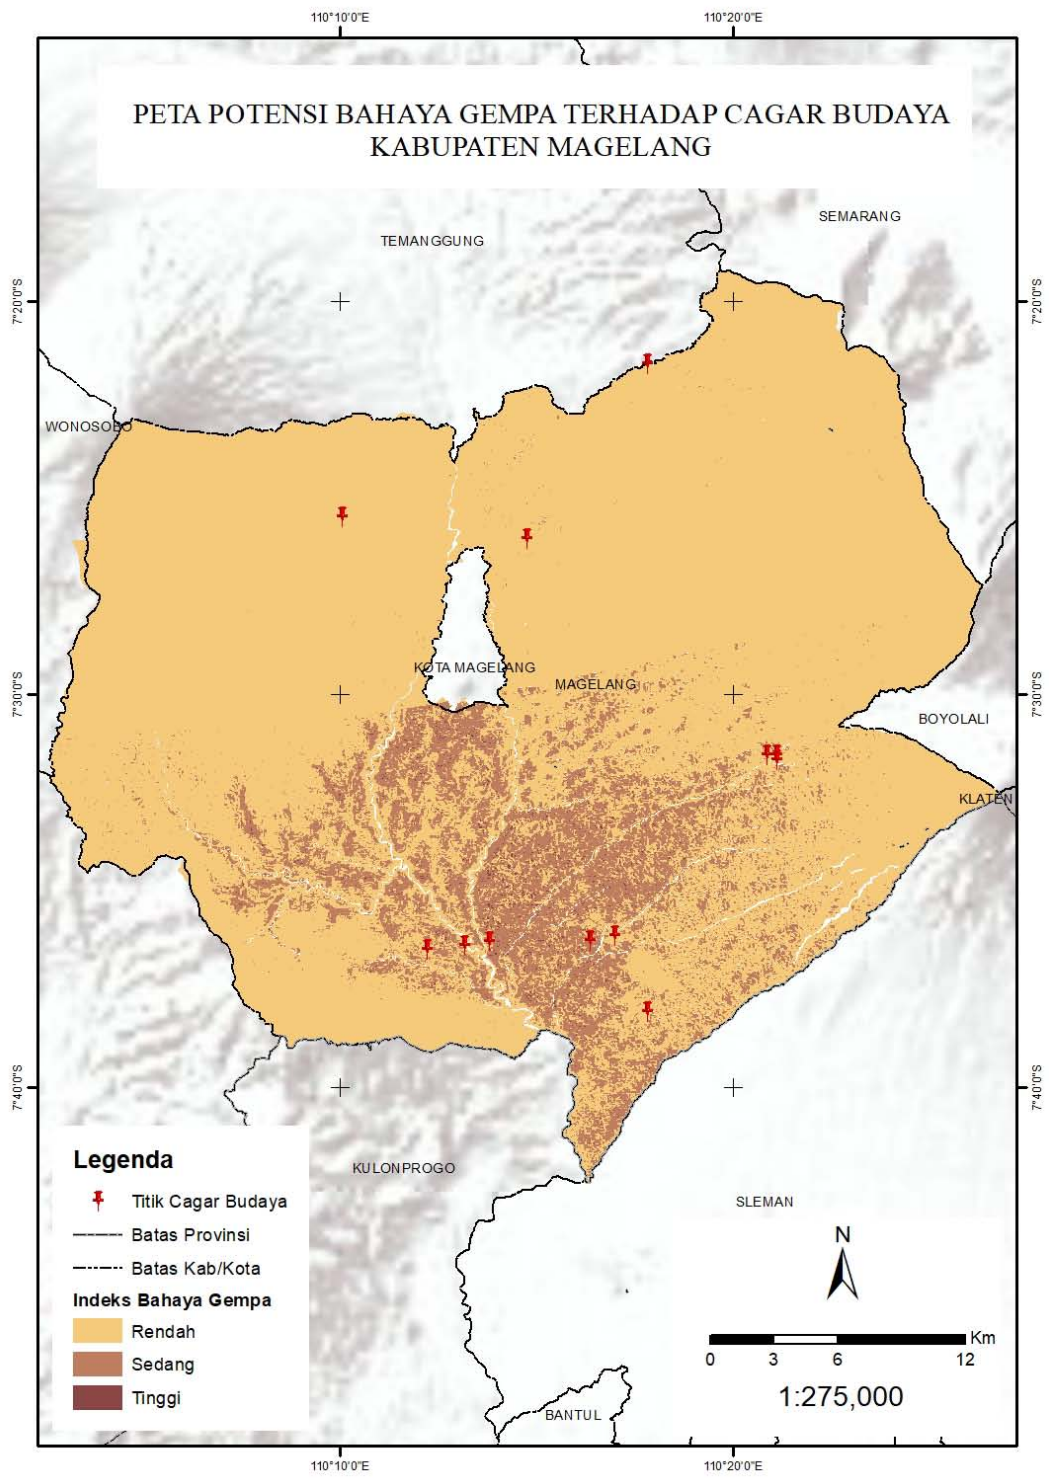 110°10'0"E
110°20'0"E
PETA POTENSI BAHAYA GEMPA TERHADAP CAGAR BUDAYA
KABUPATEN MAGELANG
SEMARANG
TEMANGGUNG
7°20'0"S
7°20'0"S
WONOSOBO
KOTA MAGELANG
MAGELANG
7°30'0"S
7°30'0"S
BOYOLALI
KLATEN
7°40'0"S
7°40'0"S
KULONPROGO
SLEMAN
BANTUL
Legenda
Titik Cagar Budaya
Batas Provinsi
Batas Kab/Kota
Indeks Bahaya Gempa
Rendah
Sedang
Tinggi
N
Km
0 3 6 12
1:275,000
110°10'0"E
110°20'0"E